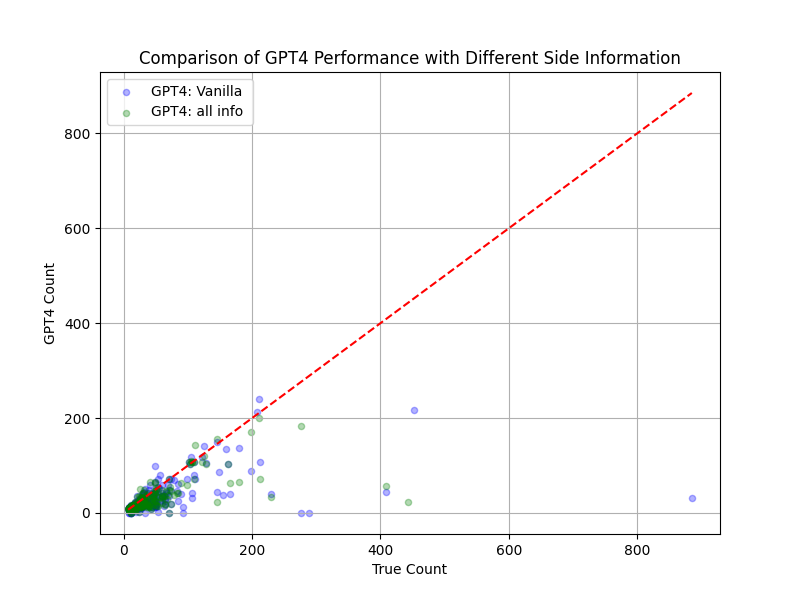 Comparison of GPT4 Performance with Different Side Information
GPT4: Vanilla
GPT4: all info
GPT4 Count
800
600
400
200
0
0 200 400 600 800
True Count